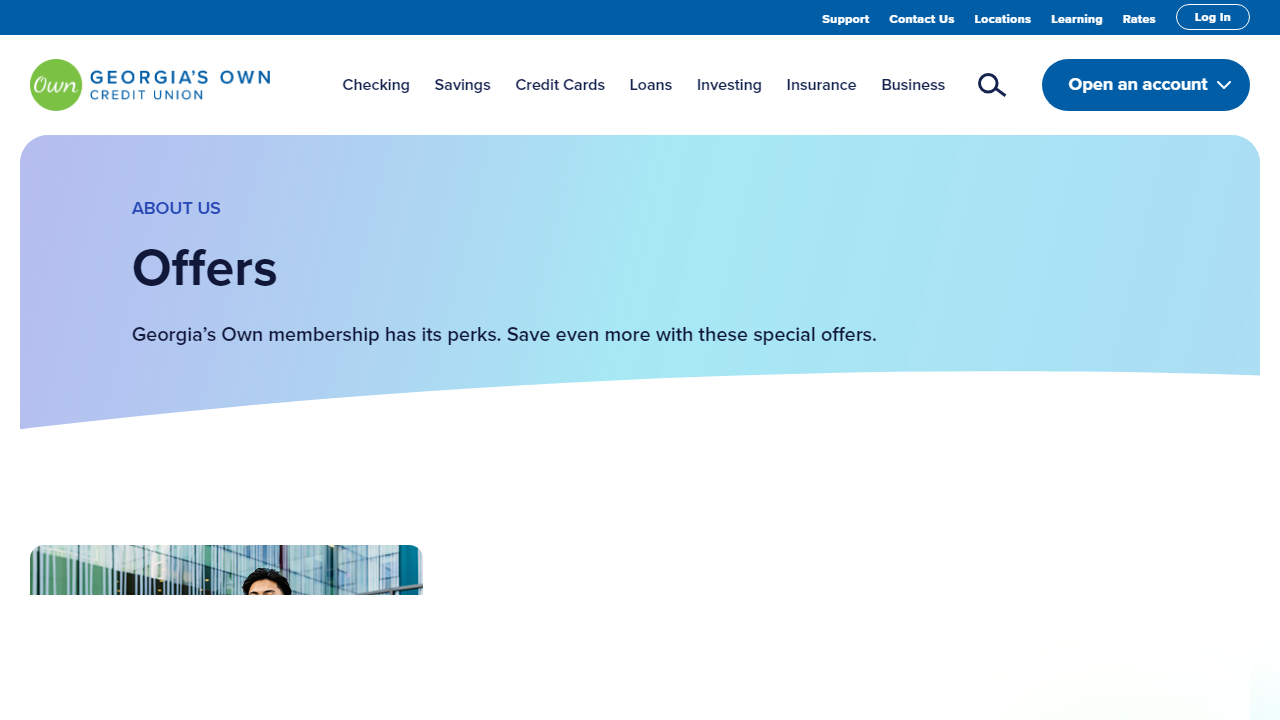 Support Contact Us Locations Learning Rates Log In
Own GEORGIA'S OWN
CREDIT UNION
Checking Savings Credit Cards Loans Investing Insurance Business
Open an account
ABOUT US
Offers
Georgia’s Own membership has its perks. Save even more with these special offers.